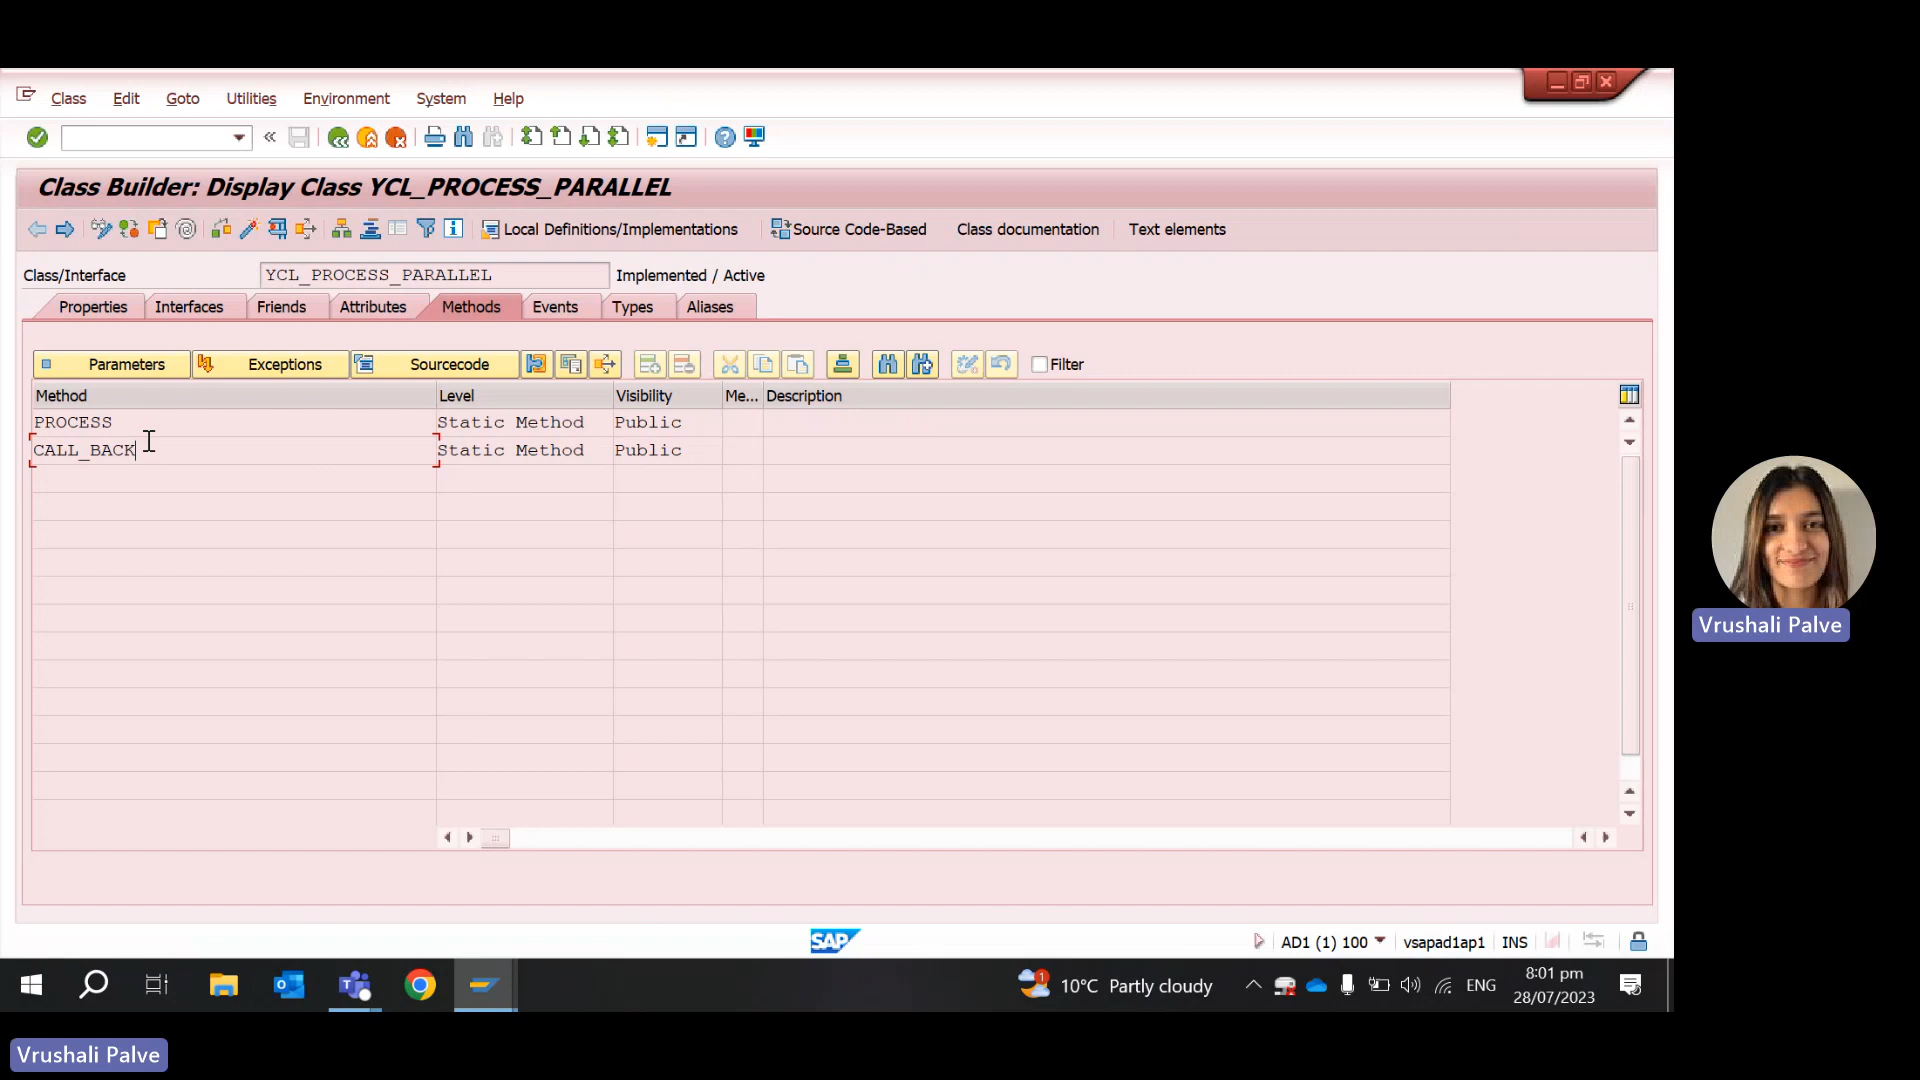 Class Edit Goto Utilities Environment System Help
Class Builder: Display Class YCL_PROCESS_PARALLEL
Local Definitions/Implementations Source Code-Based Class documentation Text elements
Class/Interface YCL_PROCESS_PARALLEL Implemented / Active
Properties Interfaces Friends Attributes Methods Events Types Aliases
Parameters Exceptions Sourcecode Filter
Method Level Visibility Me... Description
PROCESS Static Method Public
CALL_BACK Static Method Public
Vrushali Palve
SAP AD1 (1) 100 vsapad1ap1 INS
1 10°C Partly cloudy ENG 8:01 pm
28/07/2023
Vrushali Palve